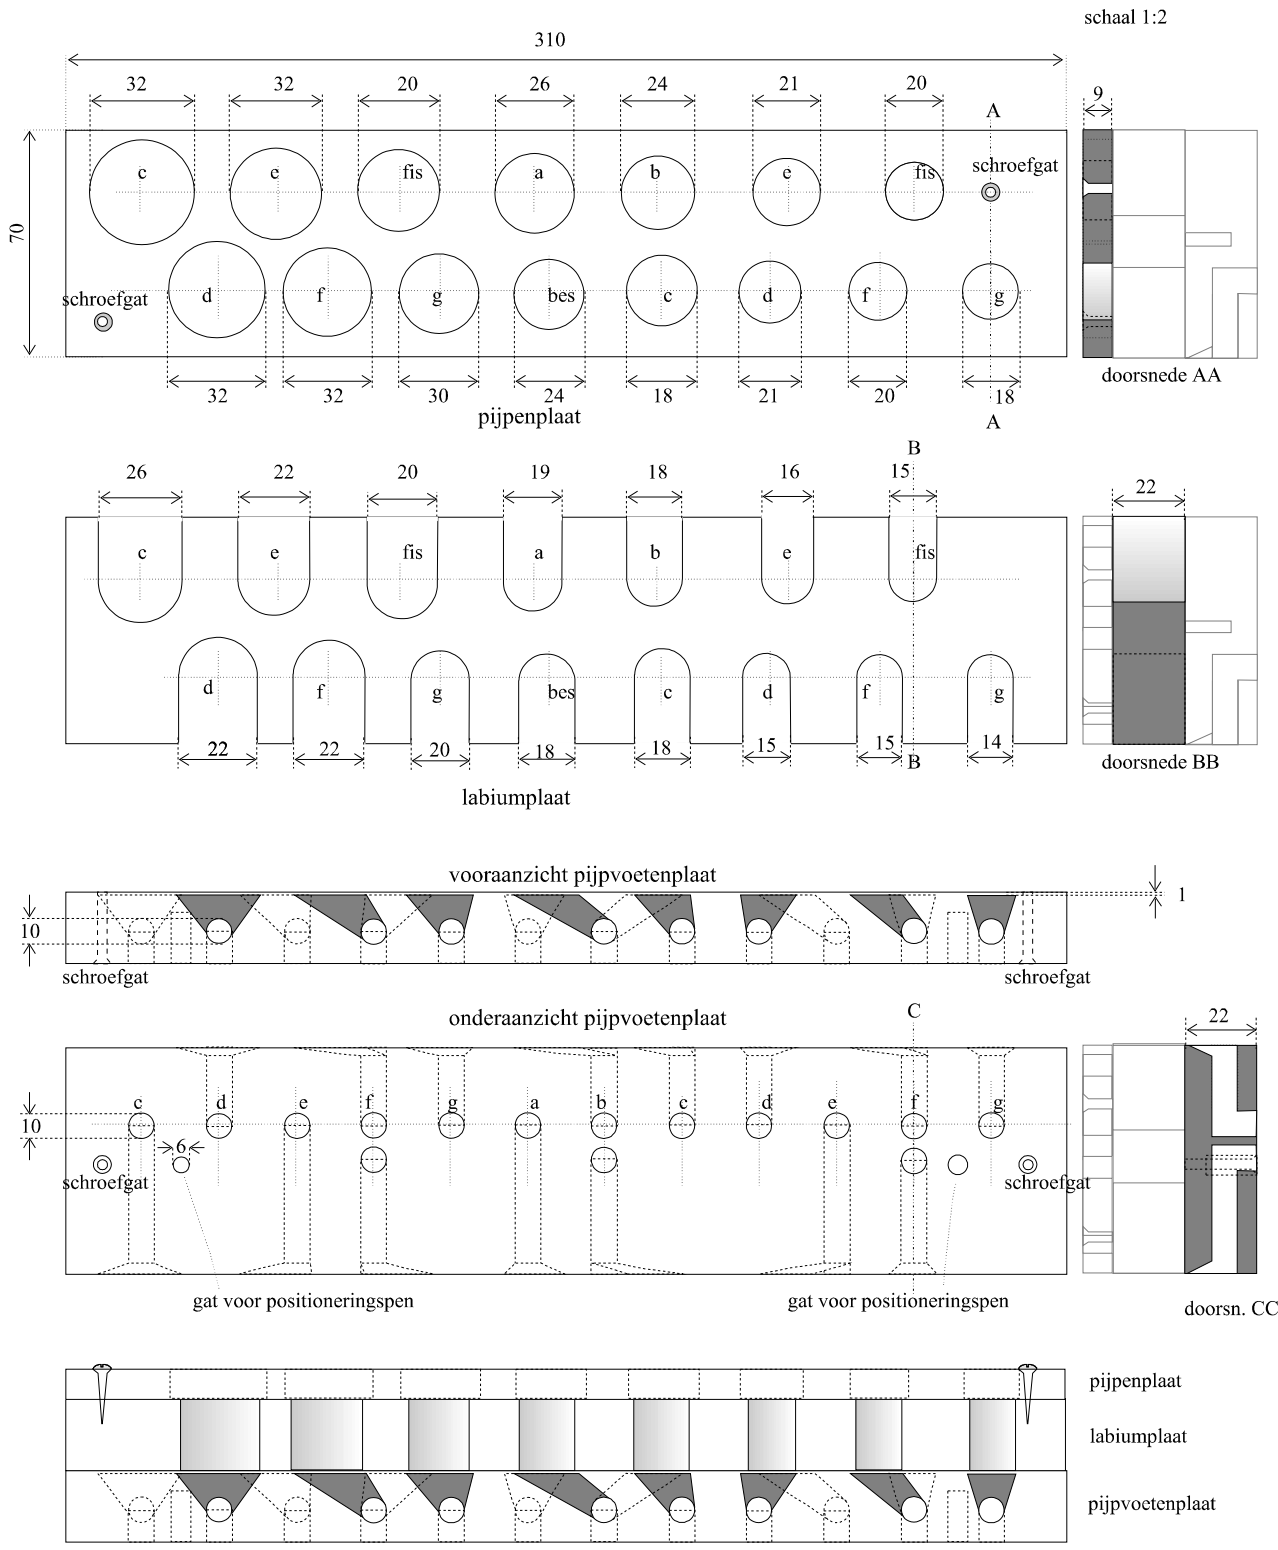 schaal 1:2
310
32 32 20 26 24 21 20 9
A
c e fis a b e fis schroefgat
70
d f g bes c d f g
schroefgat
32 32 30 24 18 21 20 18
doorsnede AA
pijpenplaat
A
B
26 22 20 19 18 16 15 22
c e fis a b e fis
d f g bes c d f g
22 22 20 18 18 15 15 14
B
doorsnede BB
labiumplaat
vooraanzicht pijpvoetenplaat
1
10
schroefgat schroefgat
onderaanzicht pijpvoetenplaat
C
22
c d e f g a b c d e f g
10
6
schroefgat schroefgat
gat voor positioneringspen gat voor positioneringspen
doorsn. CC
pijpenplaat
labiumplaat
pijpvoetenplaat